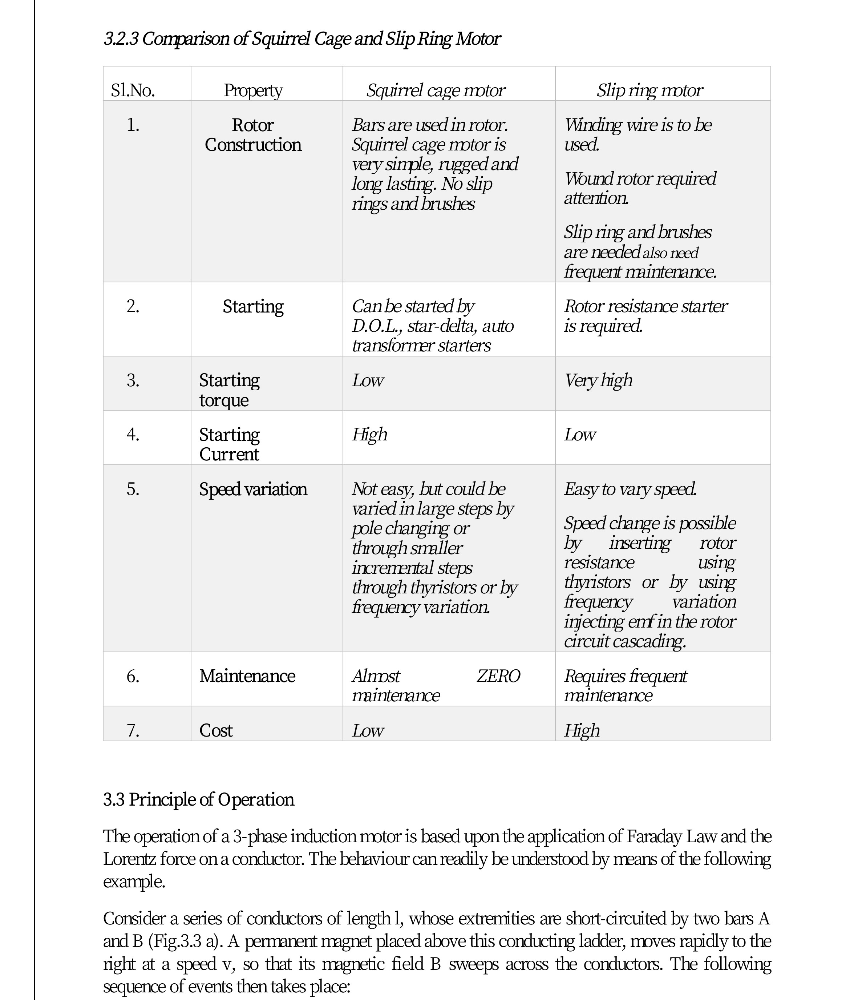 3.2.3 Comparison of Squirrel Cage and Slip Ring Motor
Sl.No.
Property
Squirrel cage motor
Slip ring motor
1.
Rotor
Construction
Bars are used in rotor.
Squirrel cage motor is
very simple, rugged and
long lasting. No slip
rings and brushes
Winding wire is to be
used.
Wound rotor required
attention.
Slip ring and brushes
are needed also need
frequent maintenance.
2.
Starting
Can be started by
D.O.L., star-delta, auto
transformer starters
Rotor resistance starter
is required.
3.
Starting
torque
Low
Very high
4.
Starting
Current
High
Low
5.
Speed variation
Not easy, but could be
varied in large steps by
pole changing or
through smaller
incremental steps
through thyristors or by
frequency variation.
Easy to vary speed.
Speed change is possible
by inserting rotor
resistance using
thyristors or by using
frequency variation
injecting emf in the rotor
circuit cascading.
6.
Maintenance
Almost ZERO
maintenance
Requires frequent
maintenance
7.
Cost
Low
High
3.3 Principle of Operation
The operation of a 3-phase induction motor is based upon the application of Faraday Law and the
Lorentz force on a conductor. The behaviour can readily be understood by means of the following
example.
Consider a series of conductors of length l, whose extremities are short-circuited by two bars A
and B (Fig.3.3 a). A permanent magnet placed above this conducting ladder, moves rapidly to the
right at a speed v, so that its magnetic field B sweeps across the conductors. The following
sequence of events then takes place: